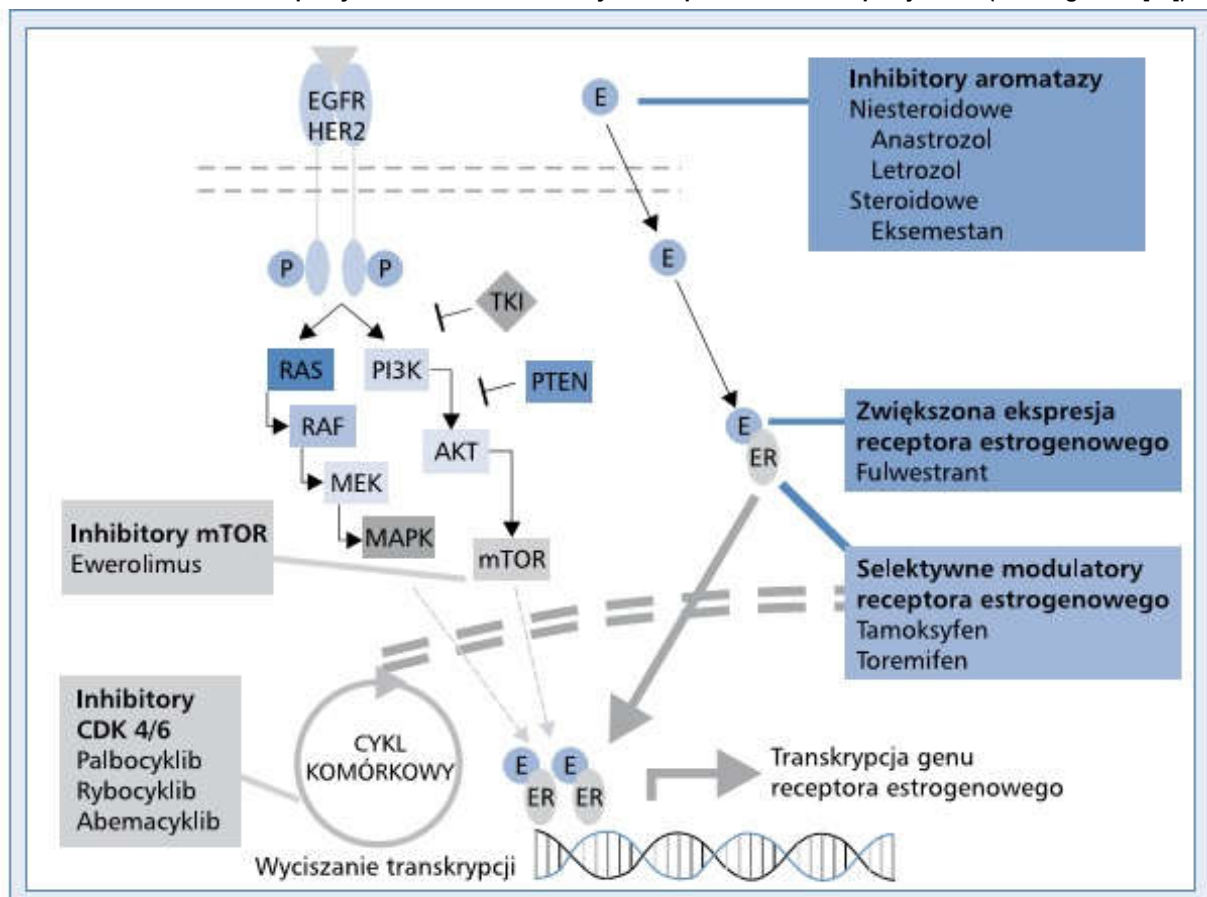 EGFR
HER2
E
Inhibitory aromatazy
Niesteroidowe
Anastrozol
Letrozol
Steroidowe
Eksemestan
E
P
P
TKI
RAS
PI3K
PTEN
RAF
AKT
MEK
MAPK
mTOR
E
ER
Zwiększona ekspresja
receptora estrogenowego
Fulwestrant
Inhibitory mTOR
Ewerolimus
Selektywne modulatory
receptora estrogenowego
Tamoksyfen
Toremifen
Inhibitory
CDK 4/6
Palbocyklib
Rybocyklib
Abemacyklib
CYKL
KOMÓRKOWY
E
E
ER
ER
Transkrypcja genu
receptora estrogenowego
Wyciszanie transkrypcji